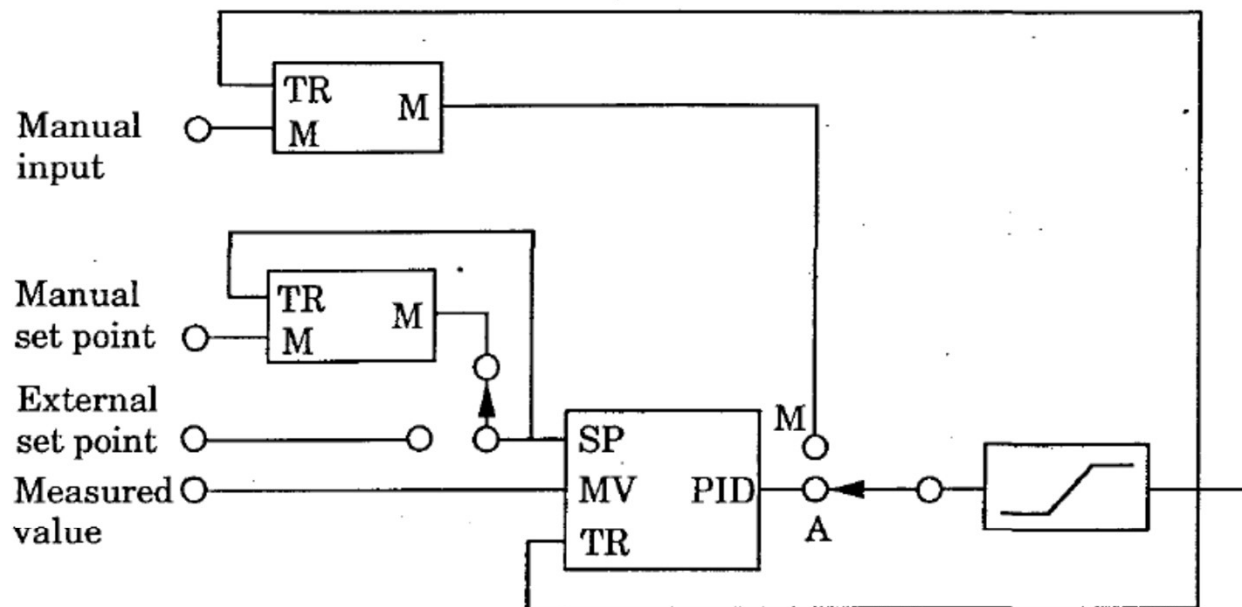 TR
M
M
Manual
input
TR
M
M
Manual
set point
External
set point
Measured
value
SP
MV
PID
TR
M
A